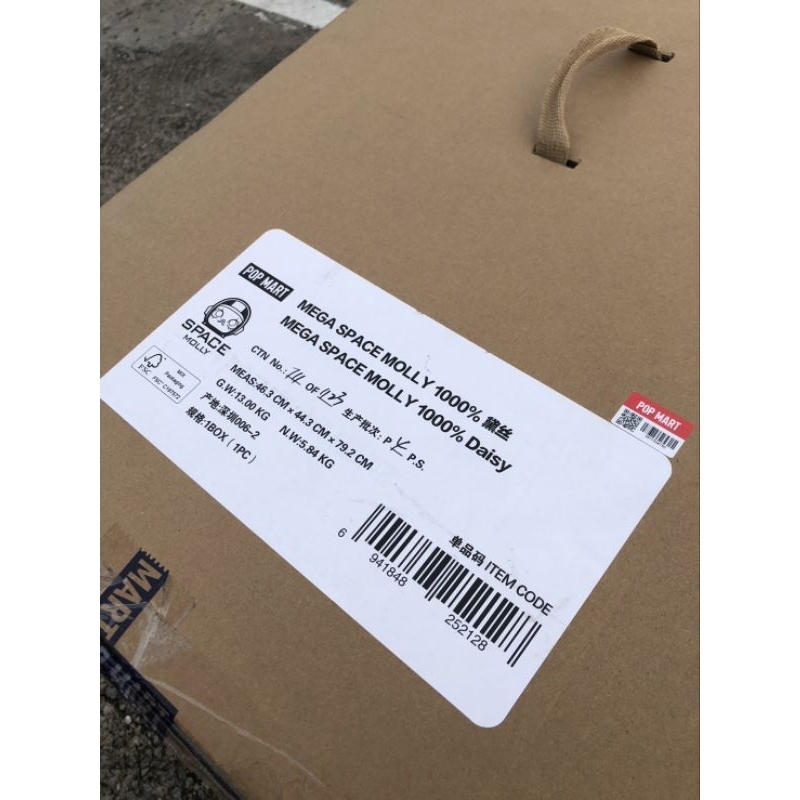 POP MART
SPACE
MOLLY
MEGA SPACE MOLLY 1000% 黛丝
MEGA SPACE MOLLY 1000% Daisy
FSC
MIX
Packaging
CTN No.: OF 生产批次: P P.S.
MEAS:46.3 CM × 44.3 CM × 79.2 CM
G.W:13.00 KG N.W:5.84 KG
产地:深圳006-2
规格:1BOX（1PC）
单品码 ITEM CODE
6 941848 252128
POP MART
MART